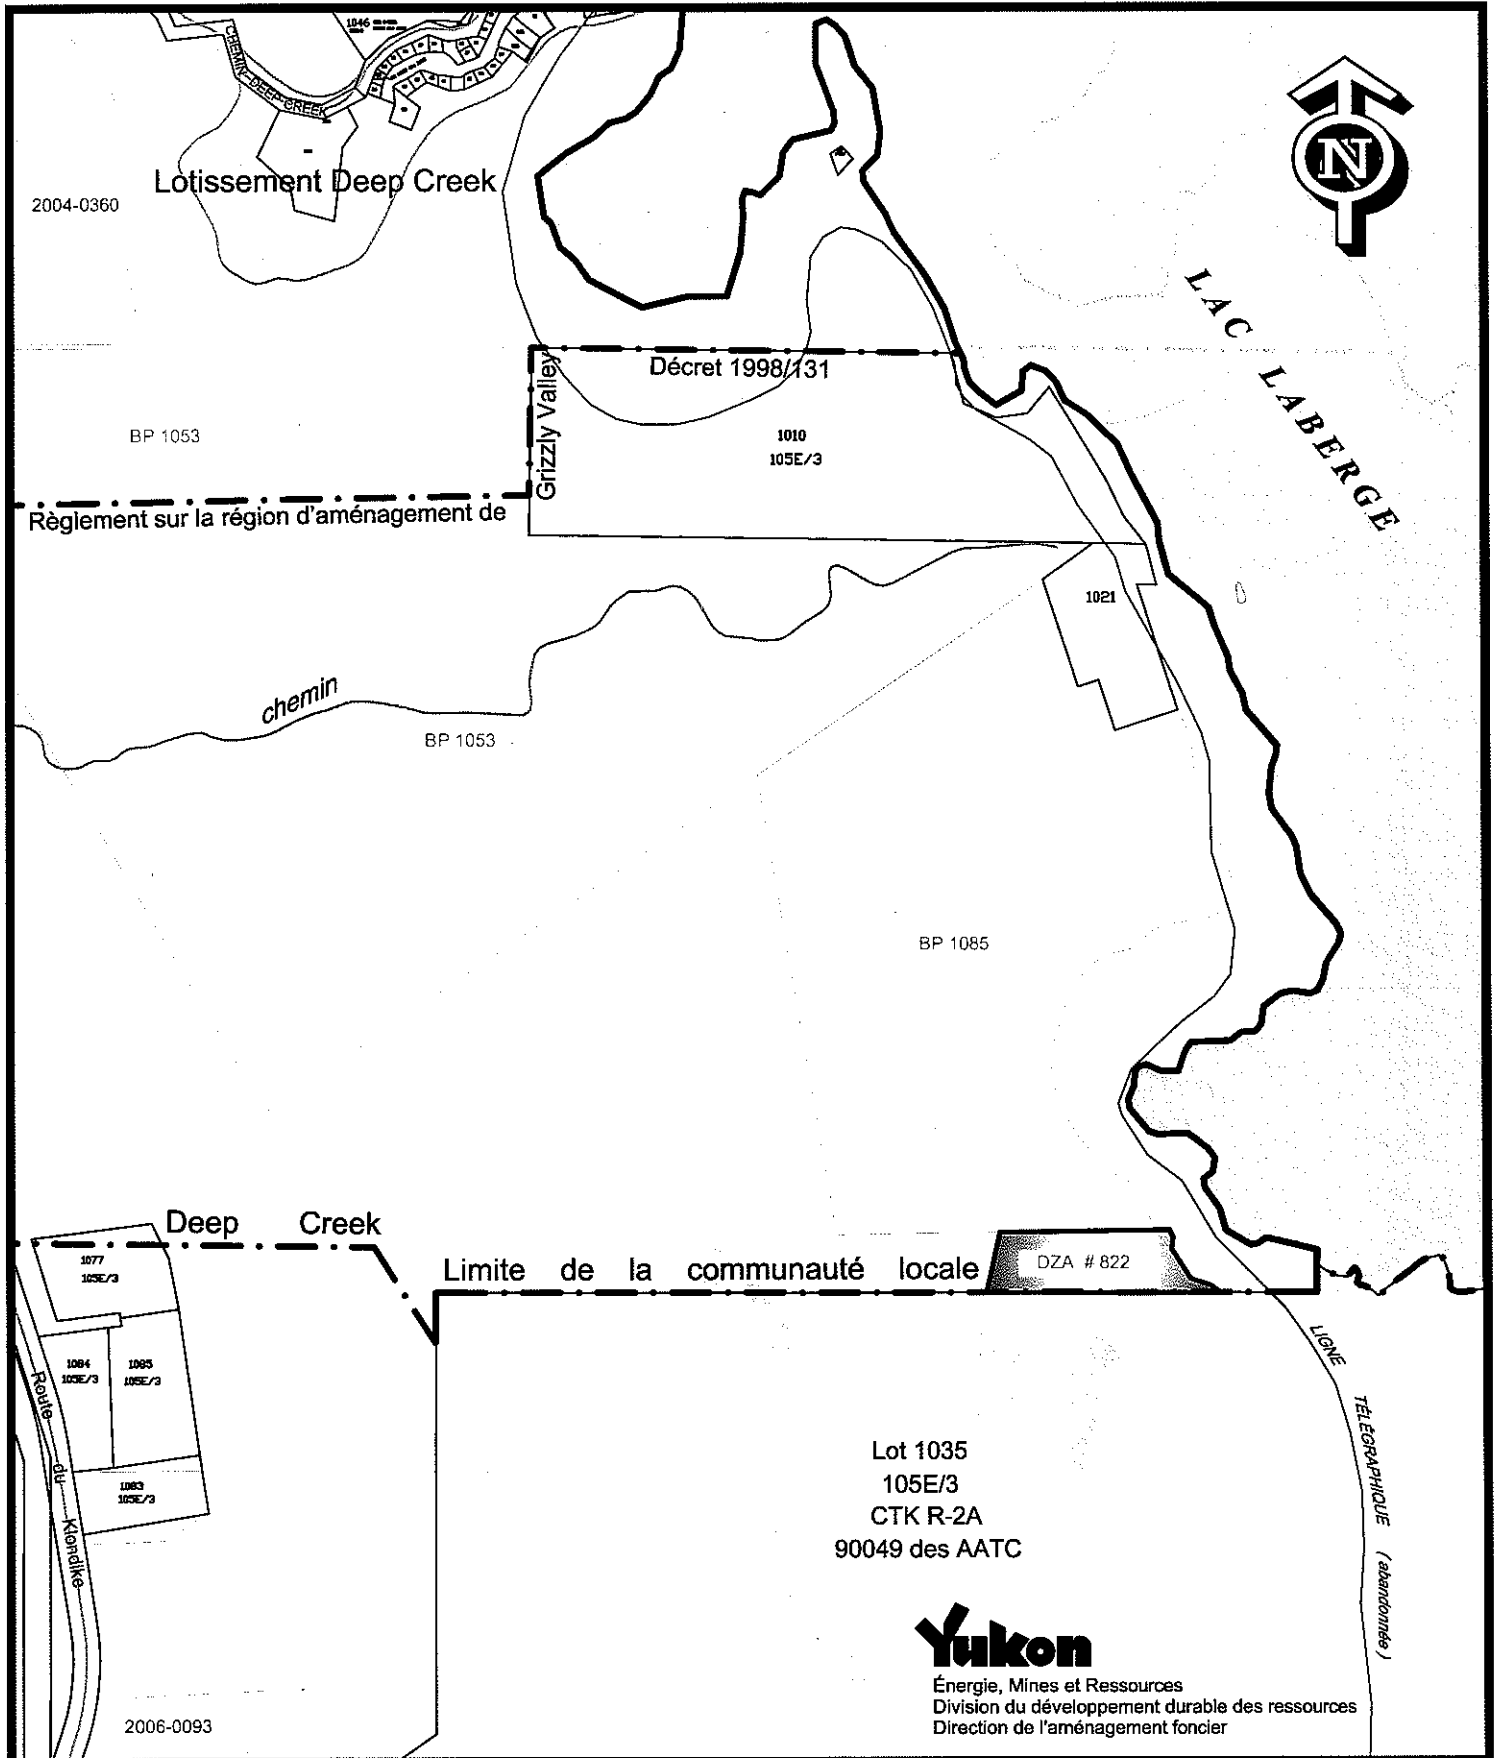 1046
CHEMIN DEEP CREEK
Lotissement Deep Creek
2004-0360
N
LAC LABERGE
Décret 1998/131
Grizzly Valley
BP 1053
1010
105E/3
Règlement sur la région d'aménagement de
1021
chemin
BP 1053
BP 1085
Deep Creek
1077
105E/3
Limite de la communauté locale
DZA # 822
1084
105E/3
1085
105E/3
1083
105E/3
Route du Klondike
LIGNE TÉLÉGRAPHIQUE (abandonnée)
Lot 1035
105E/3
CTK R-2A
90049 des AATC
Yukon
Énergie, Mines et Ressources
Division du développement durable des ressources
Direction de l'aménagement foncier
2006-0093